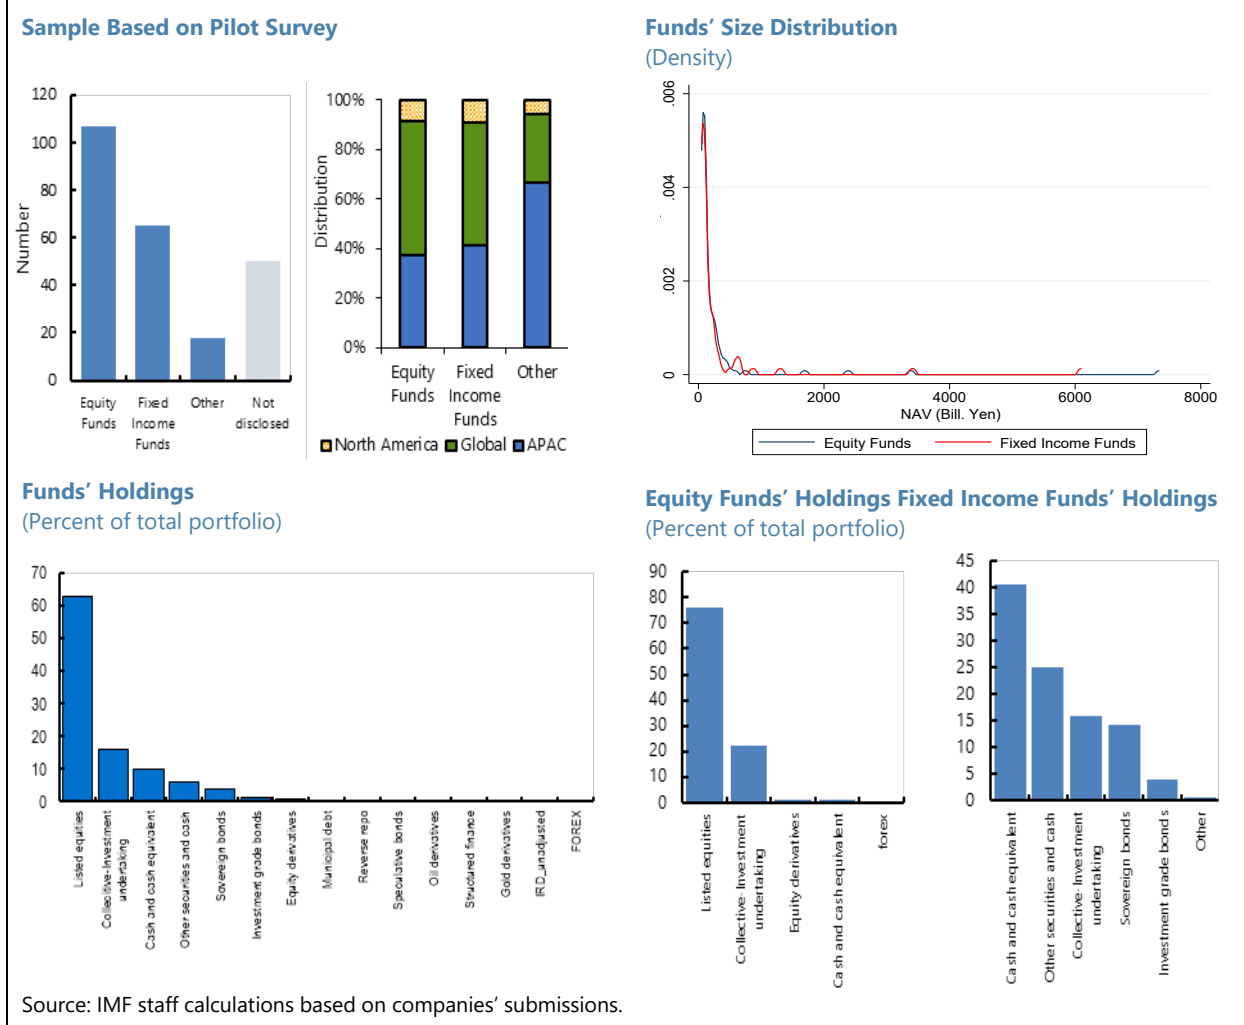 Sample Based on Pilot Survey
120
100
80
60
40
20
0
Number
Equity
Funds
Fixed
Income
Funds
Other
Not
disclosed
100%
80%
60%
40%
20%
0%
Distribution
Equity
Funds
Fixed
Income
Funds
Other
North America Global APAC
Funds’ Size Distribution
(Density)
.006
.004
.002
0
0 2000 4000 6000 8000
NAV (Bill. Yen)
Equity Funds Fixed Income Funds
Funds’ Holdings
(Percent of total portfolio)
70
60
50
40
30
20
10
0
Listed equities
Collective-Investment
undertaking
Cash and cash equivalent
Other securities and cash
Sovereign bonds
Investment grade bonds
Equity derivatives
Municipal debt
Reverse repo
Speculative bonds
Oil derivatives
Structured finance
Gold derivatives
IRD_unadjusted
FOREX
Equity Funds’ Holdings Fixed Income Funds’ Holdings
(Percent of total portfolio)
90
80
70
60
50
40
30
20
10
0
Listed equities
Collective-Investment
undertaking
Equity derivatives
Cash and cash equivalent
forex
45
40
35
30
25
20
15
10
5
0
Cash and cash equivalent
Other securities and cash
Collective-Investment
undertaking
Sovereign bonds
Investment grade bonds
Other
Source: IMF staff calculations based on companies’ submissions.